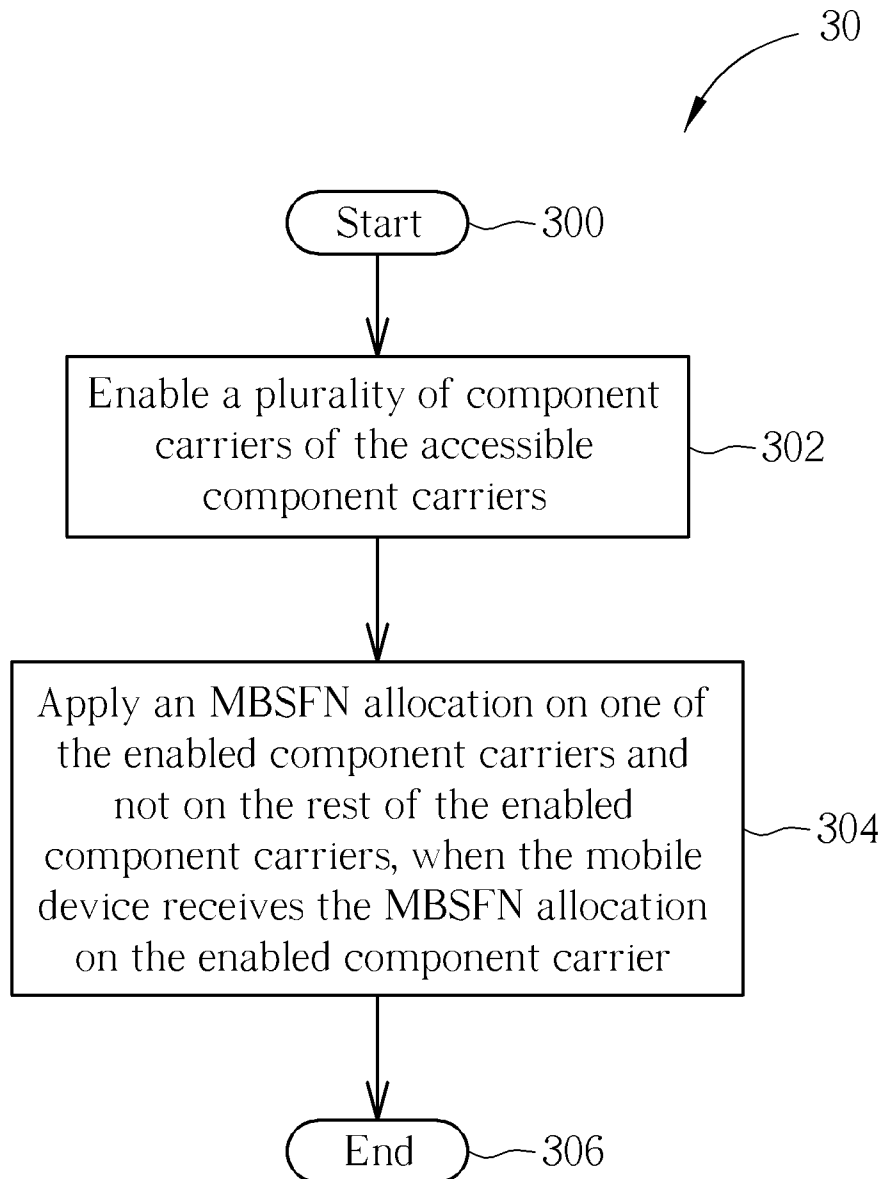 30
Start
300
Enable a plurality of component
carriers of the accessible
component carriers
302
Apply an MBSFN allocation on one of
the enabled component carriers and
not on the rest of the enabled
component carriers, when the mobile
device receives the MBSFN allocation
on the enabled component carrier
304
End
306